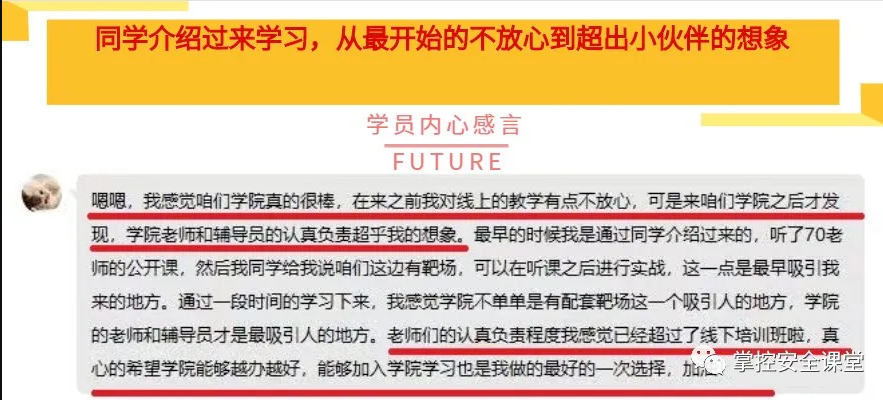 同学介绍过来学习，从最开始的不放心到超出小伙伴的想象
学员内心感言
FUTURE
嗯嗯，我感觉咱们学院真的很棒，在来之前我对线上的教学有点不放心，可是来咱们学院之后才发
现，学院老师和辅导员的认真负责超乎我的想象。最早的时候我是通过同学介绍过来的，听了70老
师的公开课，然后我同学给我说咱们这边有靶场，可以在听课之后进行实战，这一点是最早吸引我
来的地方。通过一段时间的学习下来，我感觉学院不单单是有配套靶场这一个吸引人的地方，学院
的老师和辅导员才是最吸引人的地方。老师们的认真负责程度我感觉已经超过了线下培训班啦，真
心的希望学院能够越办越好，能够加入学院学习也是我做的最好的一次选择，加
掌控安全课堂